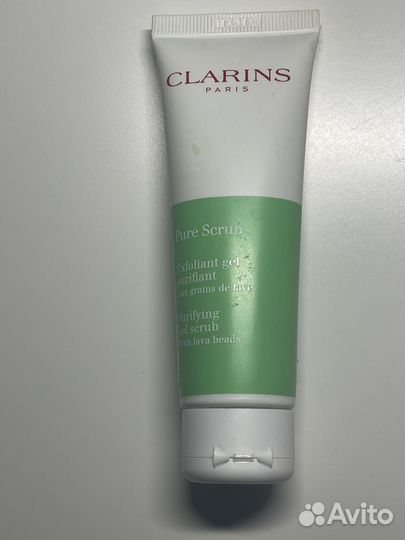 CLARINS
PARIS
Pure Scrub
Exfoliant gel
purifiant
aux grains de lave
Purifying
gel scrub
With lava beads
Avito